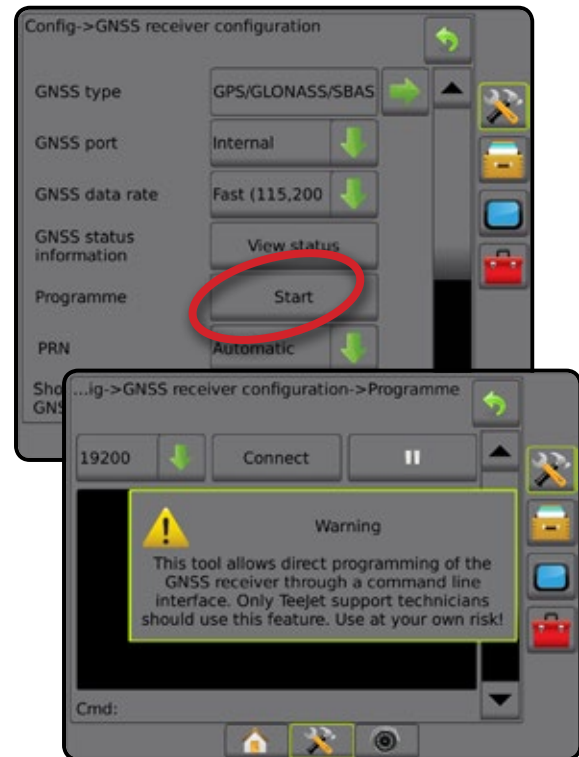 Config->GNSS receiver configuration
GNSS type GPS/GLONASS/SBAS
GNSS port Internal
GNSS data rate Fast (115,200
GNSS status
information View status
Programme Start
PRN Automatic
Sho
GNS
...ig->GNSS receiver configuration->Programme
19200 Connect
Warning
This tool allows direct programming of the
GNSS receiver through a command line
interface. Only TeeJet support technicians
should use this feature. Use at your own risk!
Cmd: